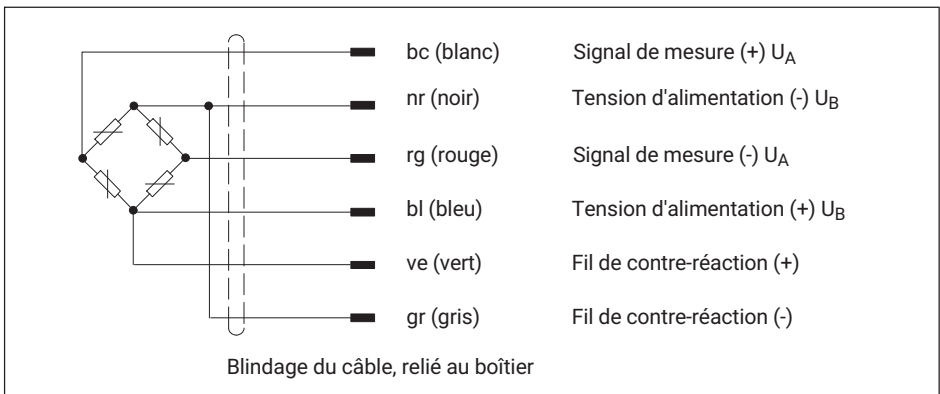 bc (blanc) Signal de mesure (+) UA
nr (noir) Tension d'alimentation (-) UB
rg (rouge) Signal de mesure (-) UA
bl (bleu) Tension d'alimentation (+) UB
ve (vert) Fil de contre-réaction (+)
gr (gris) Fil de contre-réaction (-)
Blindage du câble, relié au boîtier